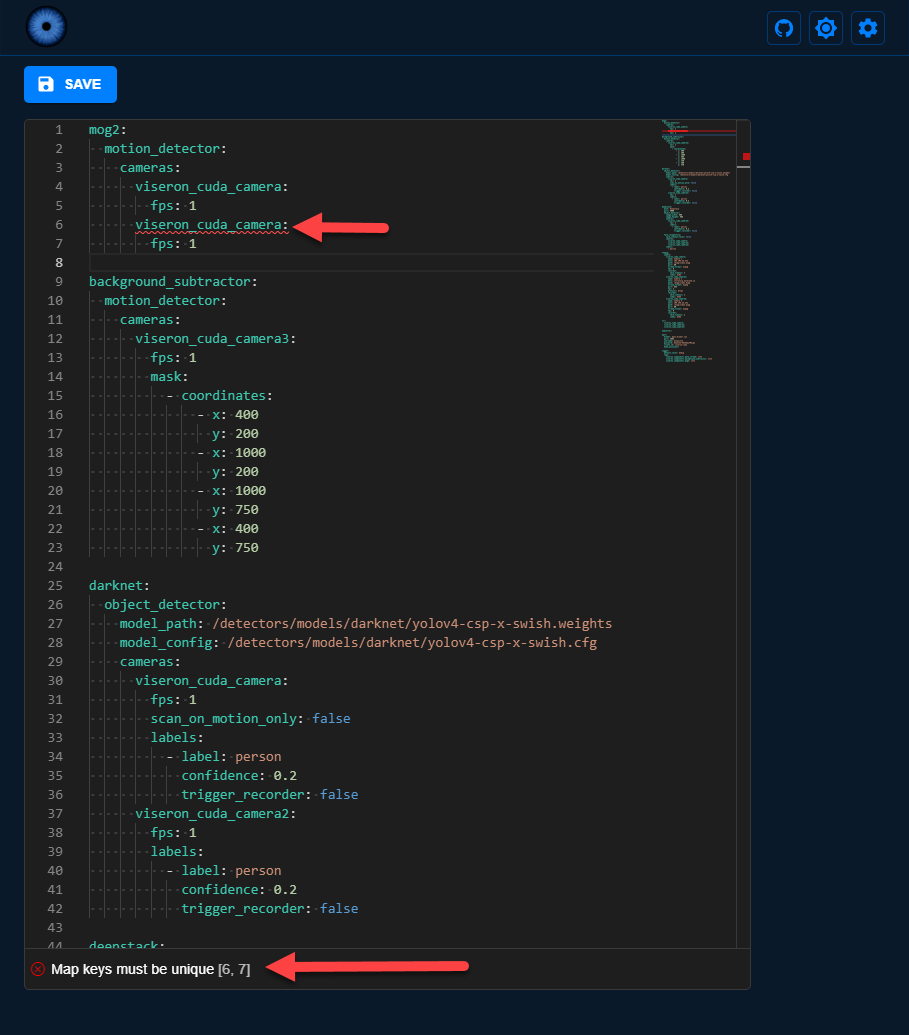 SAVE
1 mog2:
2 motion_detector:
3 cameras:
4 viseron_cuda_camera:
5 fps: 1
6 viseron_cuda_camera:
7 fps: 1
8
9 background_subtractor:
10 motion_detector:
11 cameras:
12 viseron_cuda_camera3:
13 fps: 1
14 mask:
15 - coordinates:
16 - x: 400
17 y: 200
18 - x: 1000
19 y: 200
20 - x: 1000
21 y: 750
22 - x: 400
23 y: 750
24
25 darknet:
26 object_detector:
27 model_path: /detectors/models/darknet/yolov4-csp-x-swish.weights
28 model_config: /detectors/models/darknet/yolov4-csp-x-swish.cfg
29 cameras:
30 viseron_cuda_camera:
31 fps: 1
32 scan_on_motion_only: false
33 labels:
34 - label: person
35 confidence: 0.2
36 trigger_recorder: false
37 viseron_cuda_camera2:
38 fps: 1
39 labels:
40 - label: person
41 confidence: 0.2
42 trigger_recorder: false
43
44 deepstack:
Map keys must be unique [6, 7]